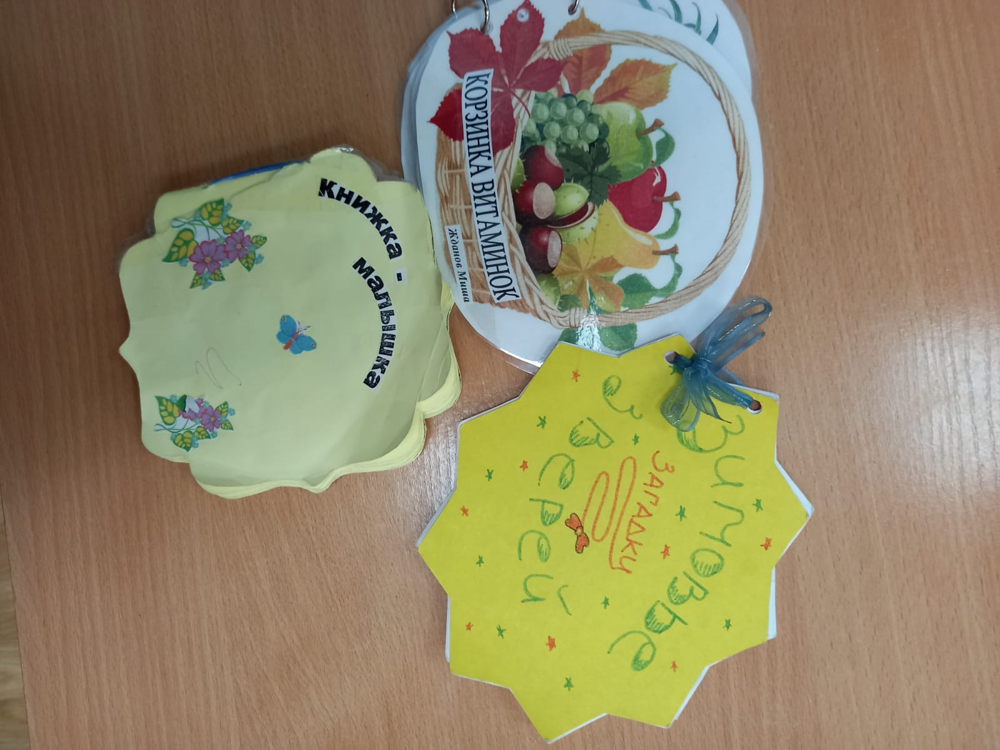 КОРЗИНКА ВИТАМИНОК
Жданов Миша
Книжка -
малышка
Зимовье
ЗАГАДКИ
зверей